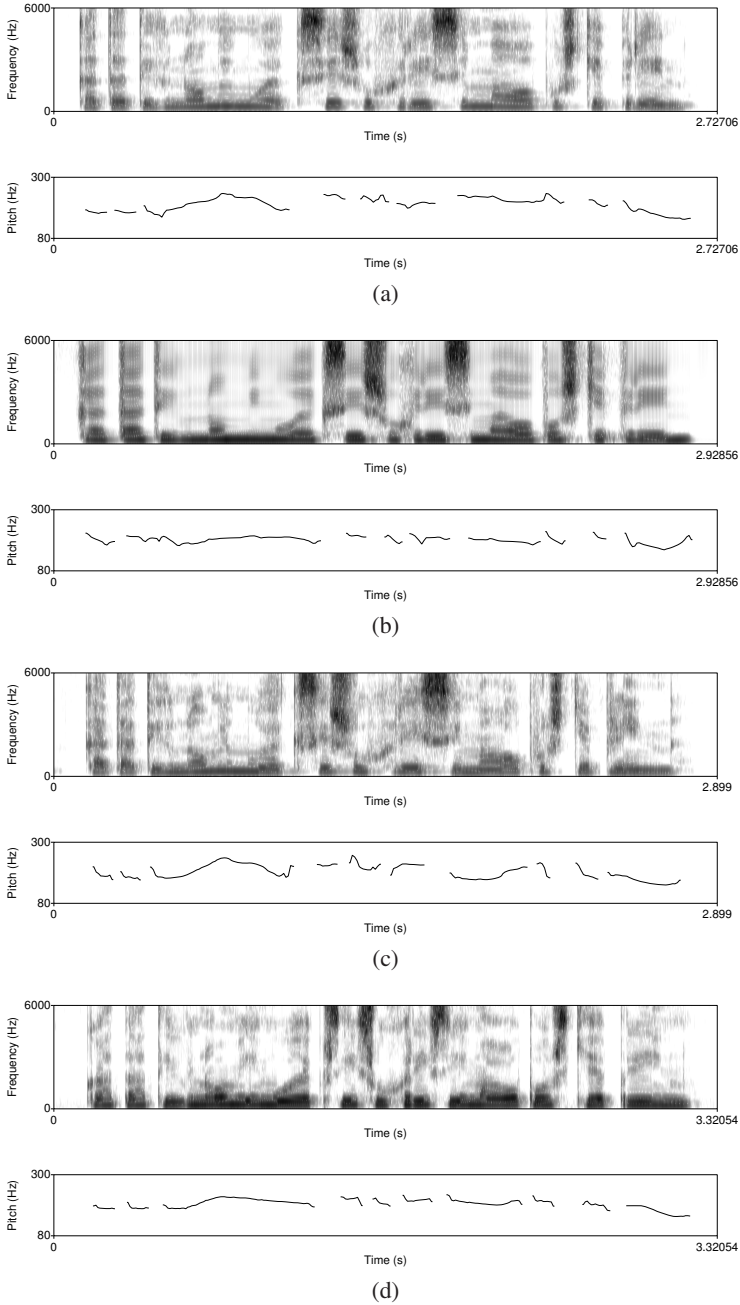 6000
Frequency (Hz)
0
0
2.72706
Time (s)
300
Pitch (Hz)
80
0
2.72706
Time (s)
(a)
6000
Frequency (Hz)
0
0
2.92856
Time (s)
300
Pitch (Hz)
80
0
2.92856
Time (s)
(b)
6000
Frequency (Hz)
0
0
2.899
Time (s)
300
Pitch (Hz)
80
0
2.899
Time (s)
(c)
6000
Frequency (Hz)
0
0
3.32054
Time (s)
300
Pitch (Hz)
80
0
3.32054
Time (s)
(d)